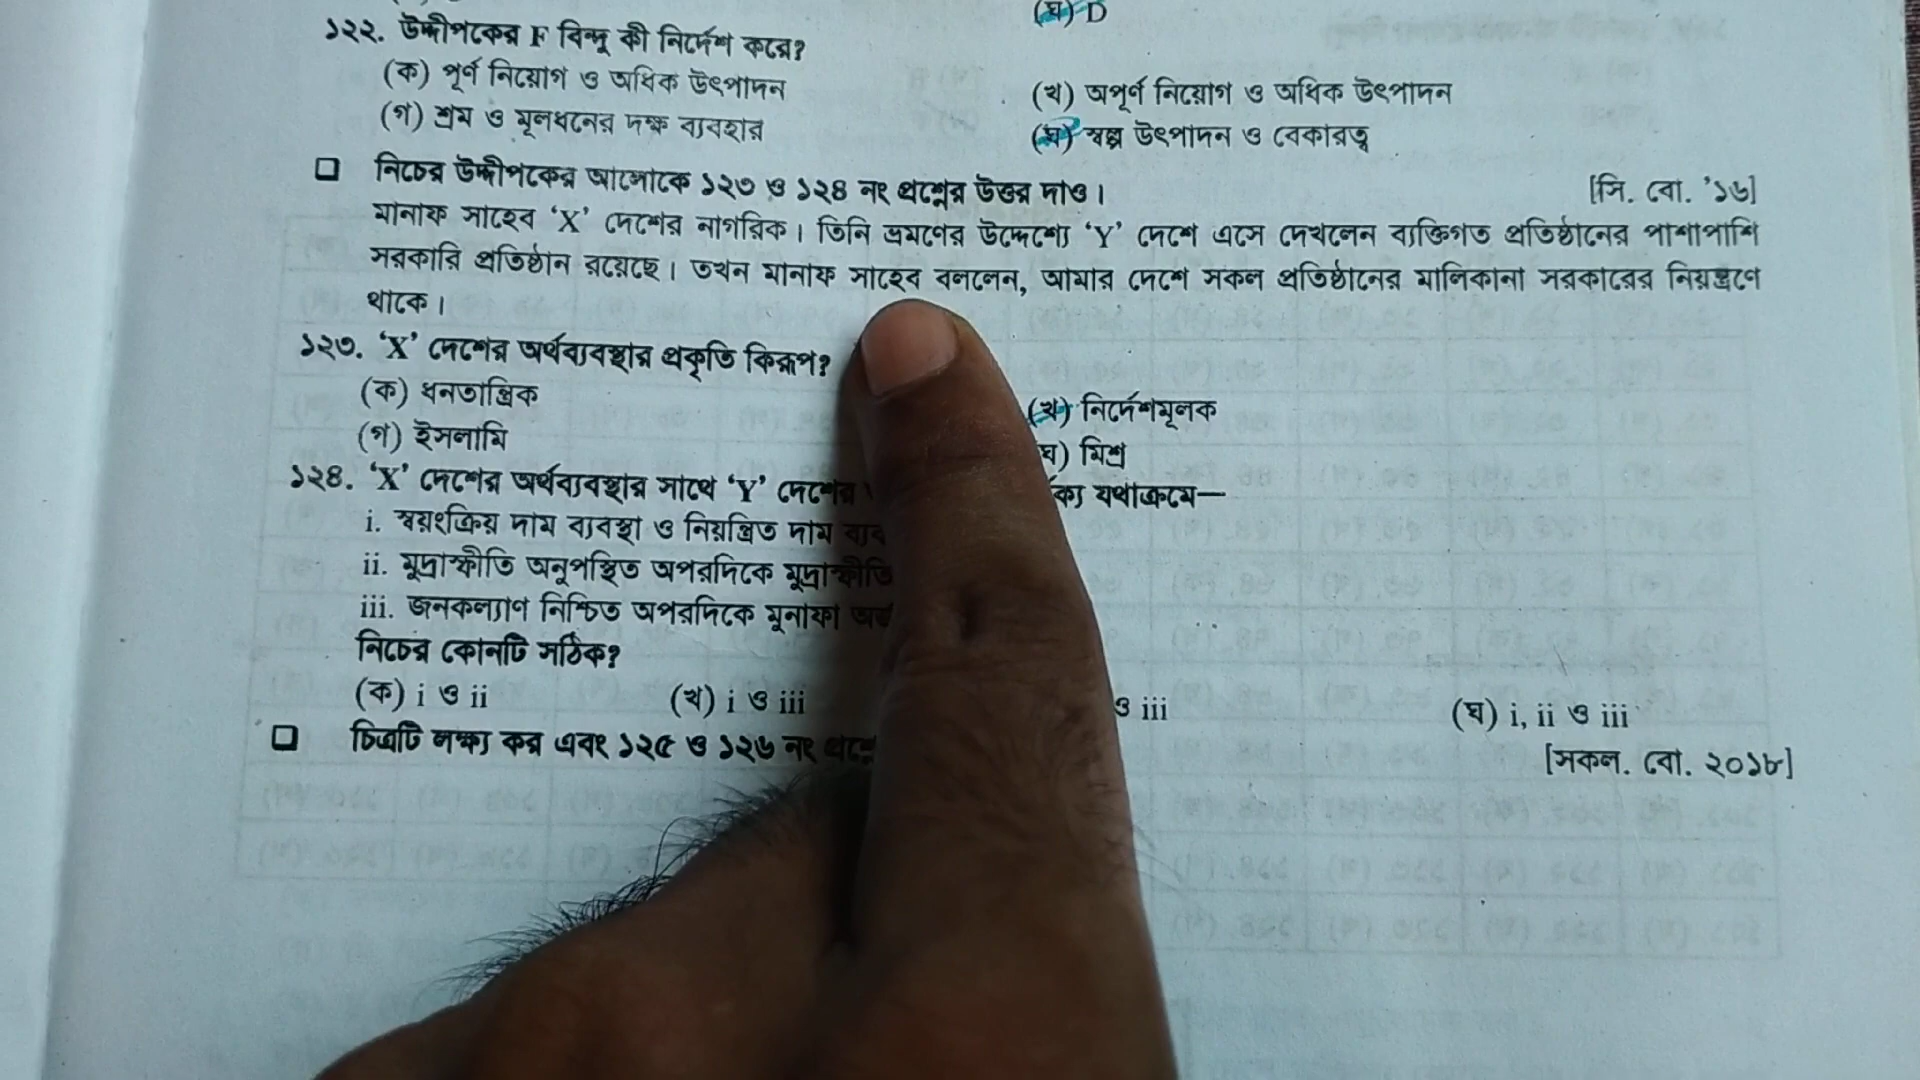 (ঘ) D
১২২. উদ্দীপকের F বিন্দু কী নির্দেশ করে?
(ক) পূর্ণ নিয়োগ ও অধিক উৎপাদন (খ) অপূর্ণ নিয়োগ ও অধিক উৎপাদন
(গ) শ্রম ও মূলধনের দক্ষ ব্যবহার (ঘ) স্বল্প উৎপাদন ও বেকারত্ব
নিচের উদ্দীপকের আলোকে ১২৩ ও ১২৪ নং প্রশ্নের উত্তর দাও। [সি. বো. '১৬]
মানাফ সাহেব ‘X’ দেশের নাগরিক। তিনি ভ্রমণের উদ্দেশ্যে ‘Y’ দেশে এসে দেখলেন ব্যক্তিগত প্রতিষ্ঠানের পাশাপাশি
সরকারি প্রতিষ্ঠান রয়েছে। তখন মানাফ সাহেব বললেন, আমার দেশে সকল প্রতিষ্ঠানের মালিকানা সরকারের নিয়ন্ত্রণে
থাকে।
১২৩. ‘X’ দেশের অর্থব্যবস্থার প্রকৃতি কিরূপ?
(ক) ধনতান্ত্রিক (খ) নির্দেশমূলক
(গ) ইসলামি ঘ) মিশ্র
১২৪. ‘X’ দেশের অর্থব্যবস্থার সাথে ‘Y’ দেশের যথাক্রমে—
i. স্বয়ংক্রিয় দাম ব্যবস্থা ও নিয়ন্ত্রিত দাম
ii. মুদ্রাস্ফীতি অনুপস্থিত অপরদিকে মুদ্রাস্ফীতি
iii. জনকল্যাণ নিশ্চিত অপরদিকে মুনাফা
নিচের কোনটি সঠিক?
(ক) i ও ii (খ) i ও iii ও iii (ঘ) i, ii ও iii
চিত্রটি লক্ষ্য কর এবং ১২৫ ও ১২৬ নং [সকল. বো. ২০১৮]